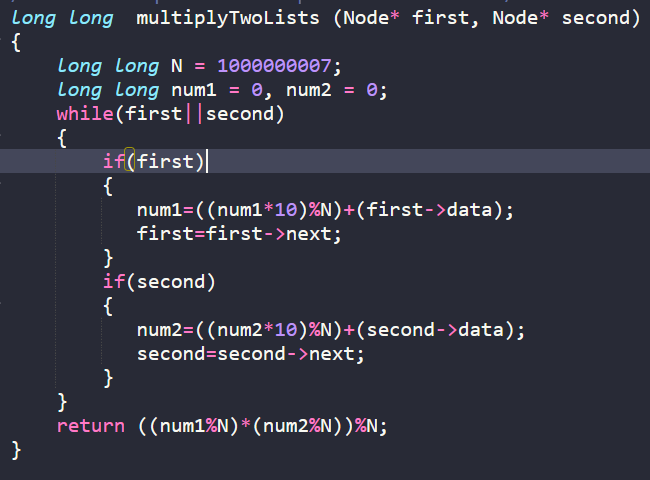 long long  multiplyTwoLists (Node* first, Node* second)
{
    long long N = 1000000007;
    long long num1 = 0, num2 = 0;
    while(first||second)
    {
        if(first)
        {
           num1=((num1*10)%N)+(first->data);
           first=first->next;
        }
        if(second)
        {
           num2=((num2*10)%N)+(second->data);
           second=second->next;
        }
    }
    return ((num1%N)*(num2%N))%N;
}